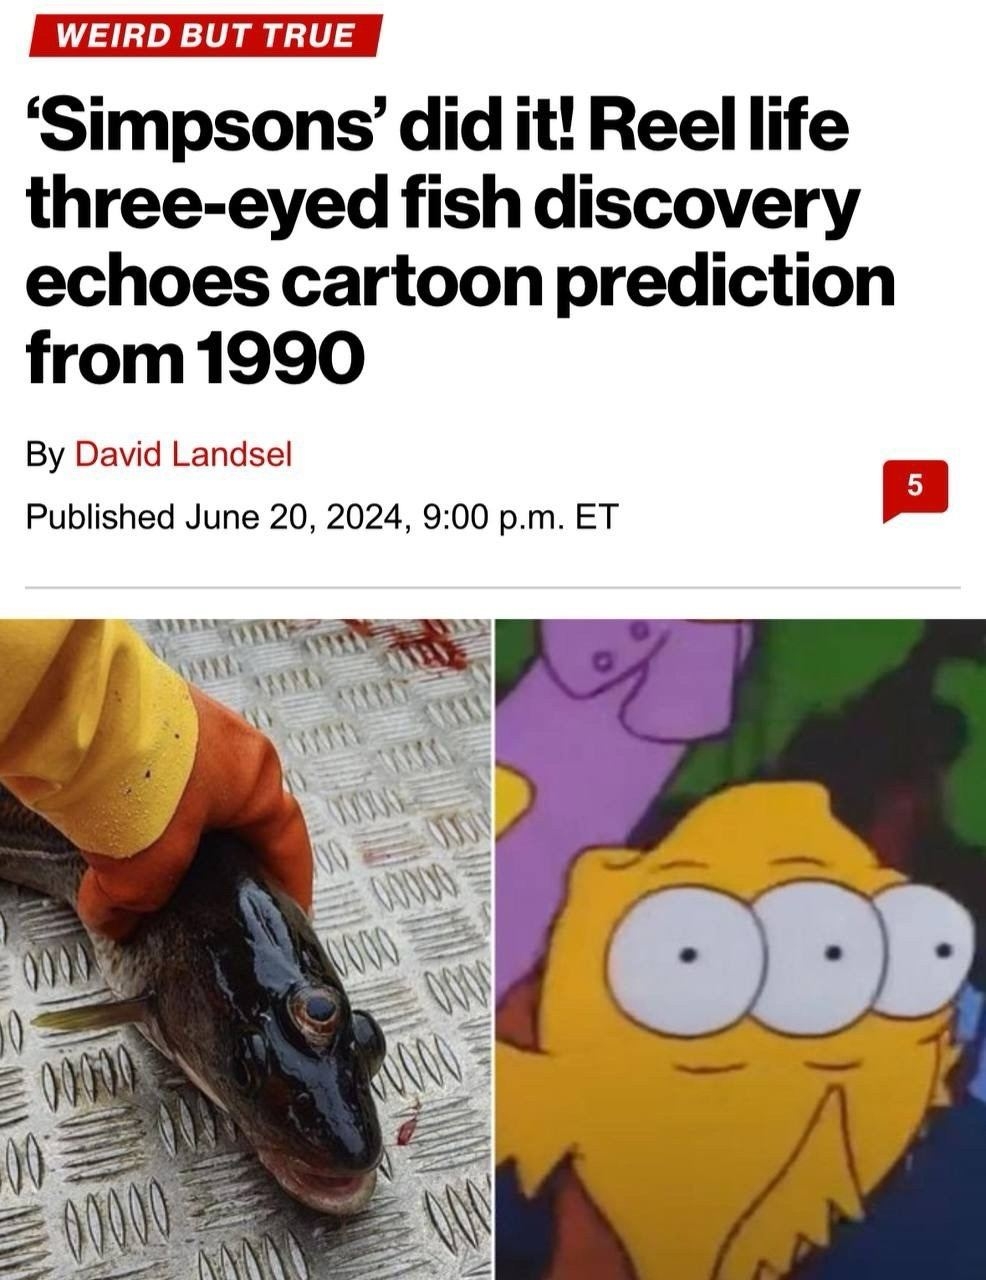 WEIRD BUT TRUE
‘Simpsons’ did it! Reel life
three-eyed fish discovery
echoes cartoon prediction
from 1990
By David Landsel
5
Published June 20, 2024, 9:00 p.m. ET